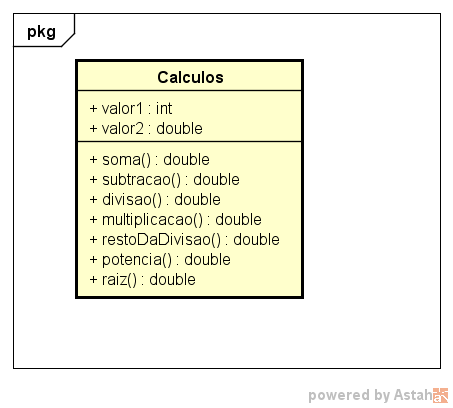 pkg
Calculos
+ valor1 : int
+ valor2 : double
+ soma() : double
+ subtracao() : double
+ divisao() : double
+ multiplicacao() : double
+ restoDaDivisao() : double
+ potencia() : double
+ raiz() : double
powered by Astah